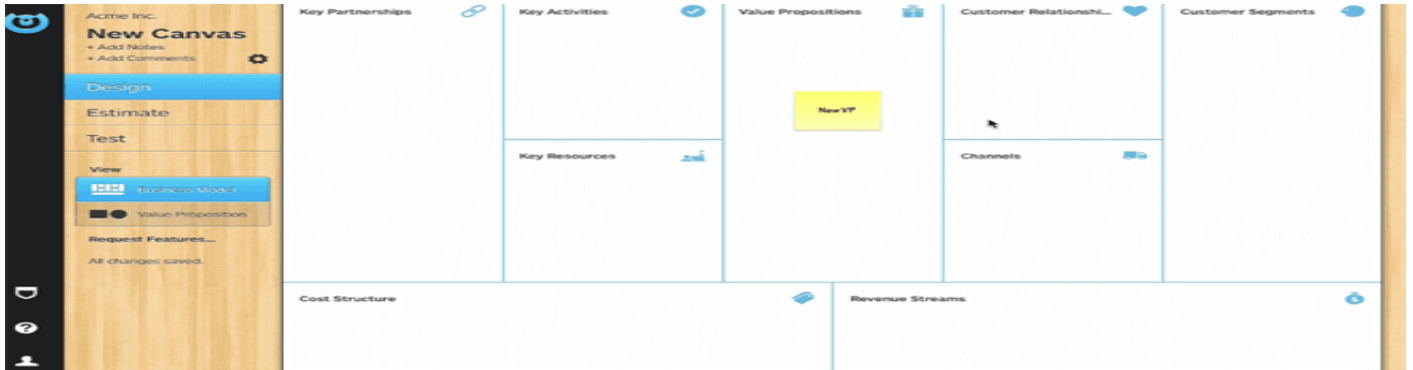 Acme Inc.
New Canvas
+ Add Notes
+ Add Comments
Design
Estimate
Test
View
Business Model
Value Proposition
Request Features...
All changes saved.
Key Partnerships
Key Activities
Value Propositions
Customer Relationshi...
Customer Segments
New VP
Key Resources
Channels
Cost Structure
Revenue Streams